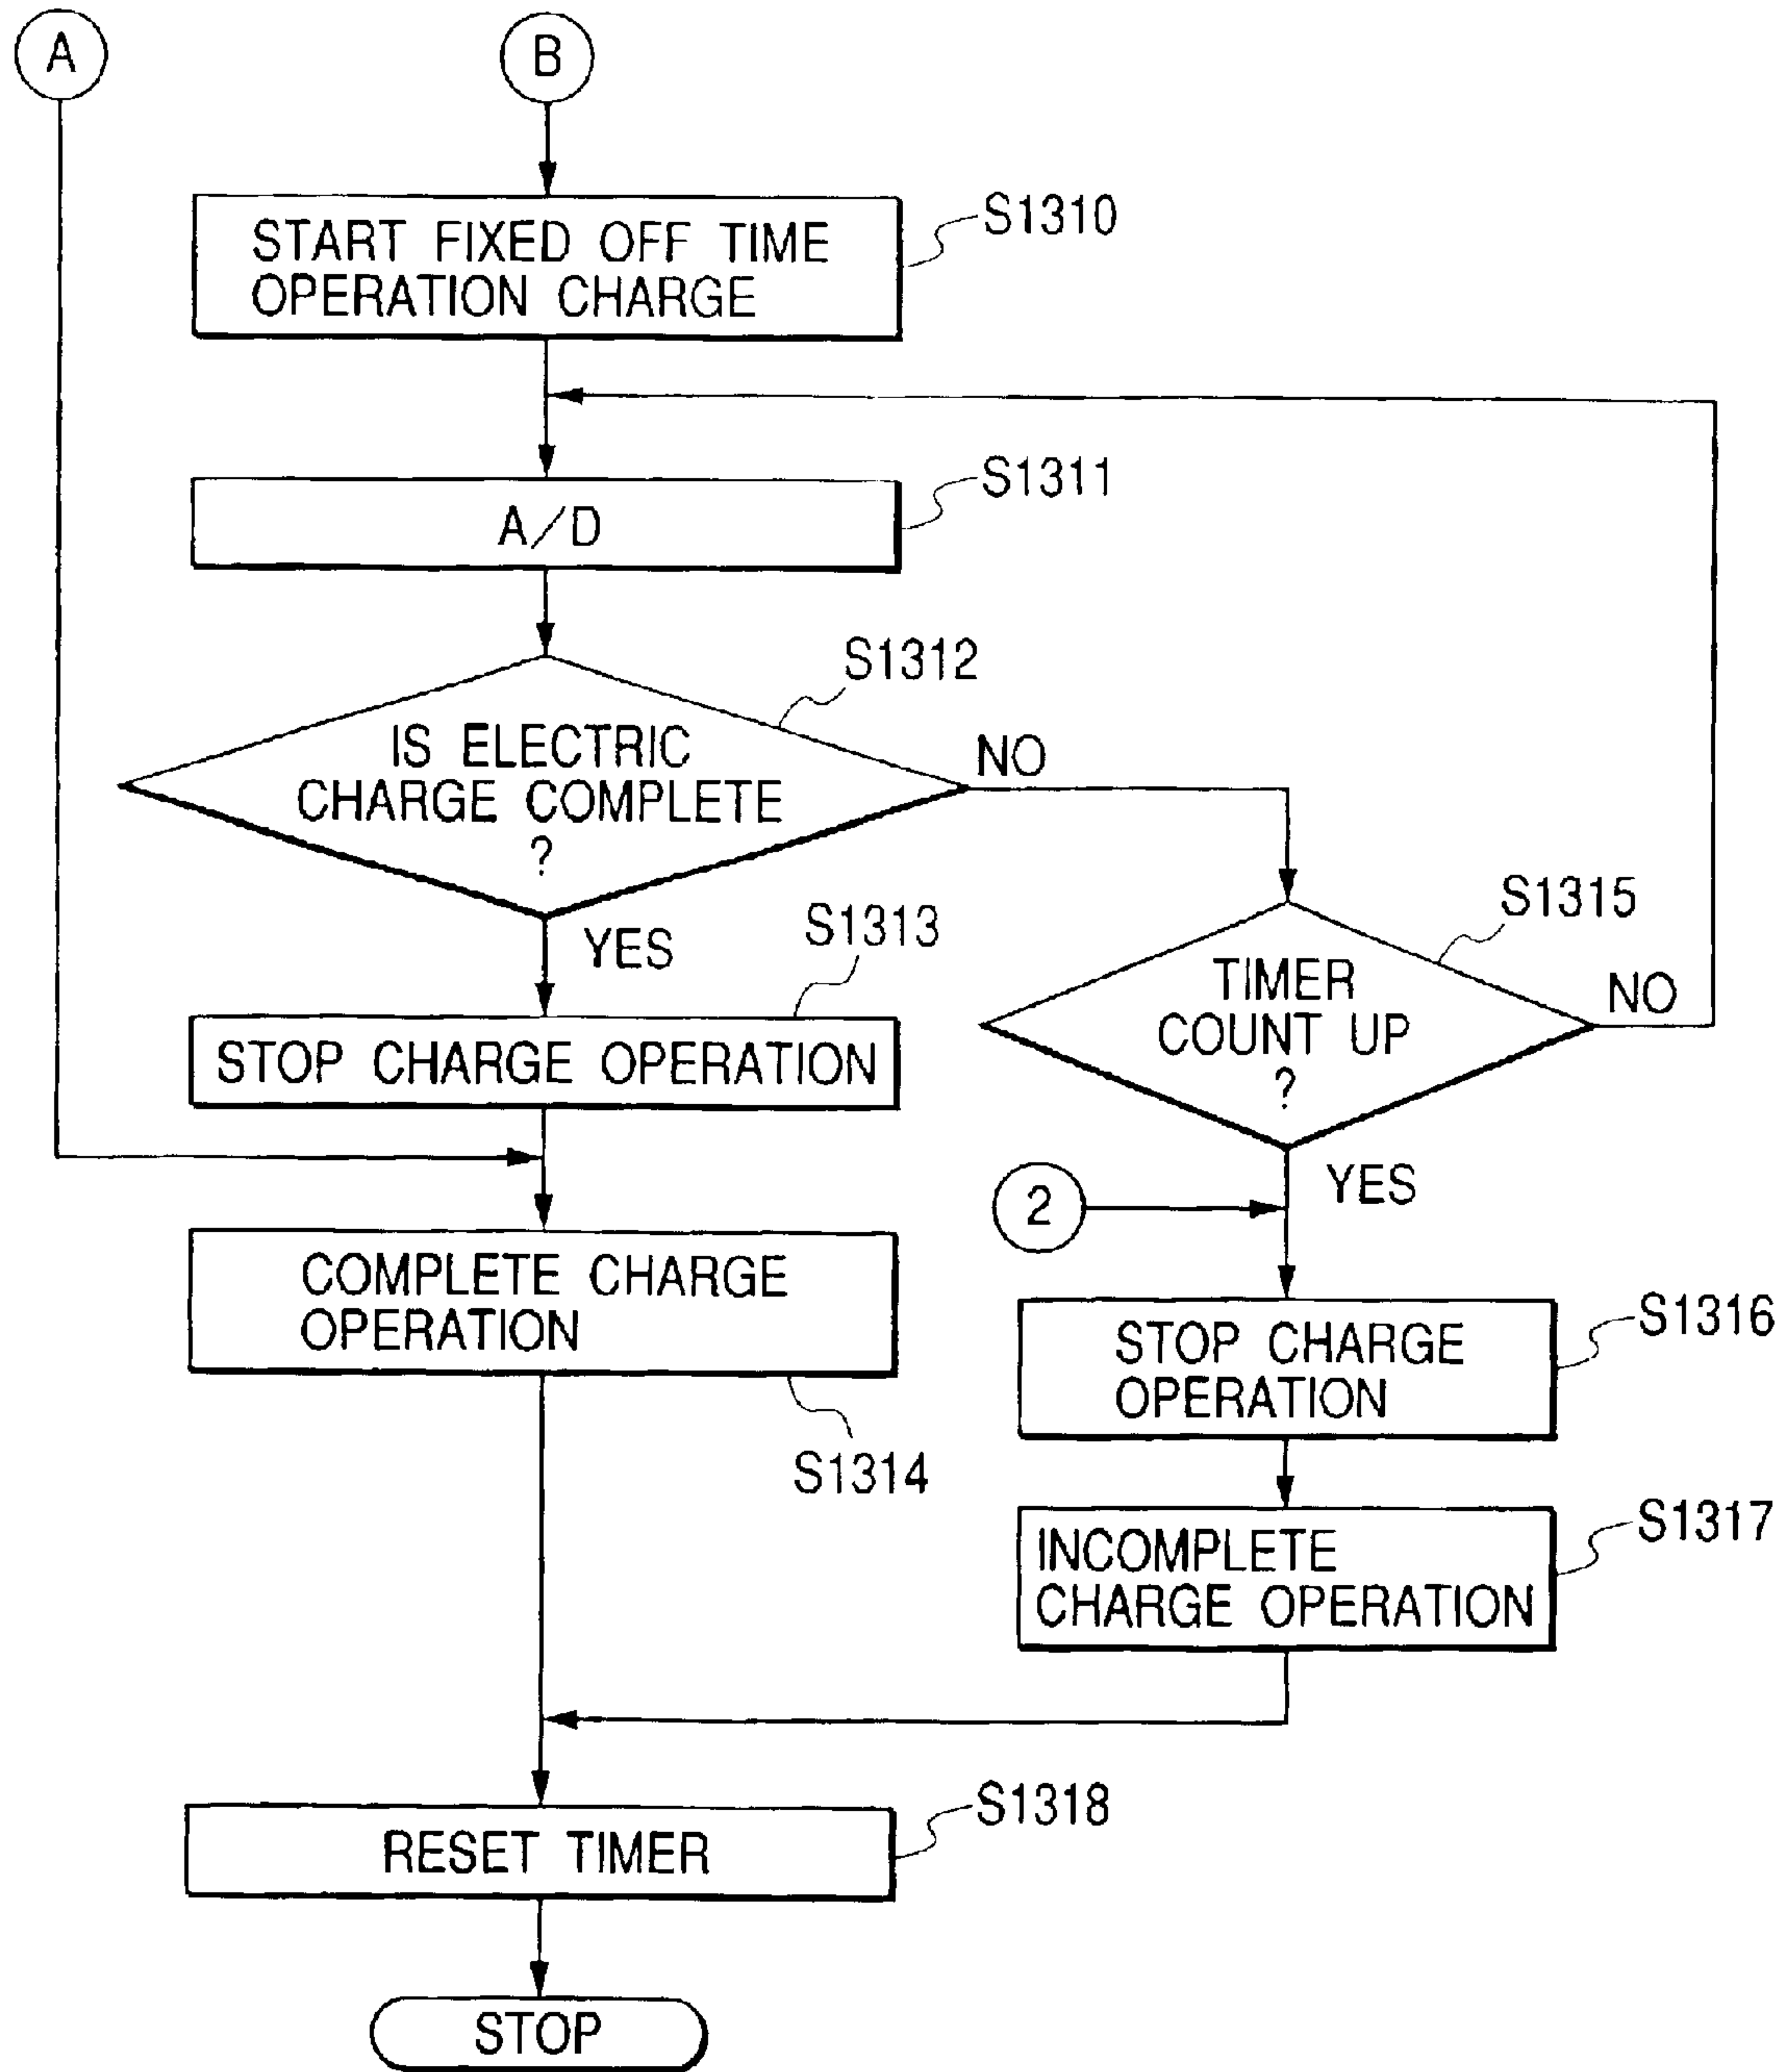 A
B
START FIXED OFF TIME
OPERATION CHARGE
S1310
A/D
S1311
S1312
IS ELECTRIC
CHARGE COMPLETE
?
NO
YES
S1313
STOP CHARGE OPERATION
S1315
TIMER
COUNT UP
?
NO
YES
2
COMPLETE CHARGE
OPERATION
S1314
STOP CHARGE
OPERATION
S1316
INCOMPLETE
CHARGE OPERATION
S1317
RESET TIMER
S1318
STOP